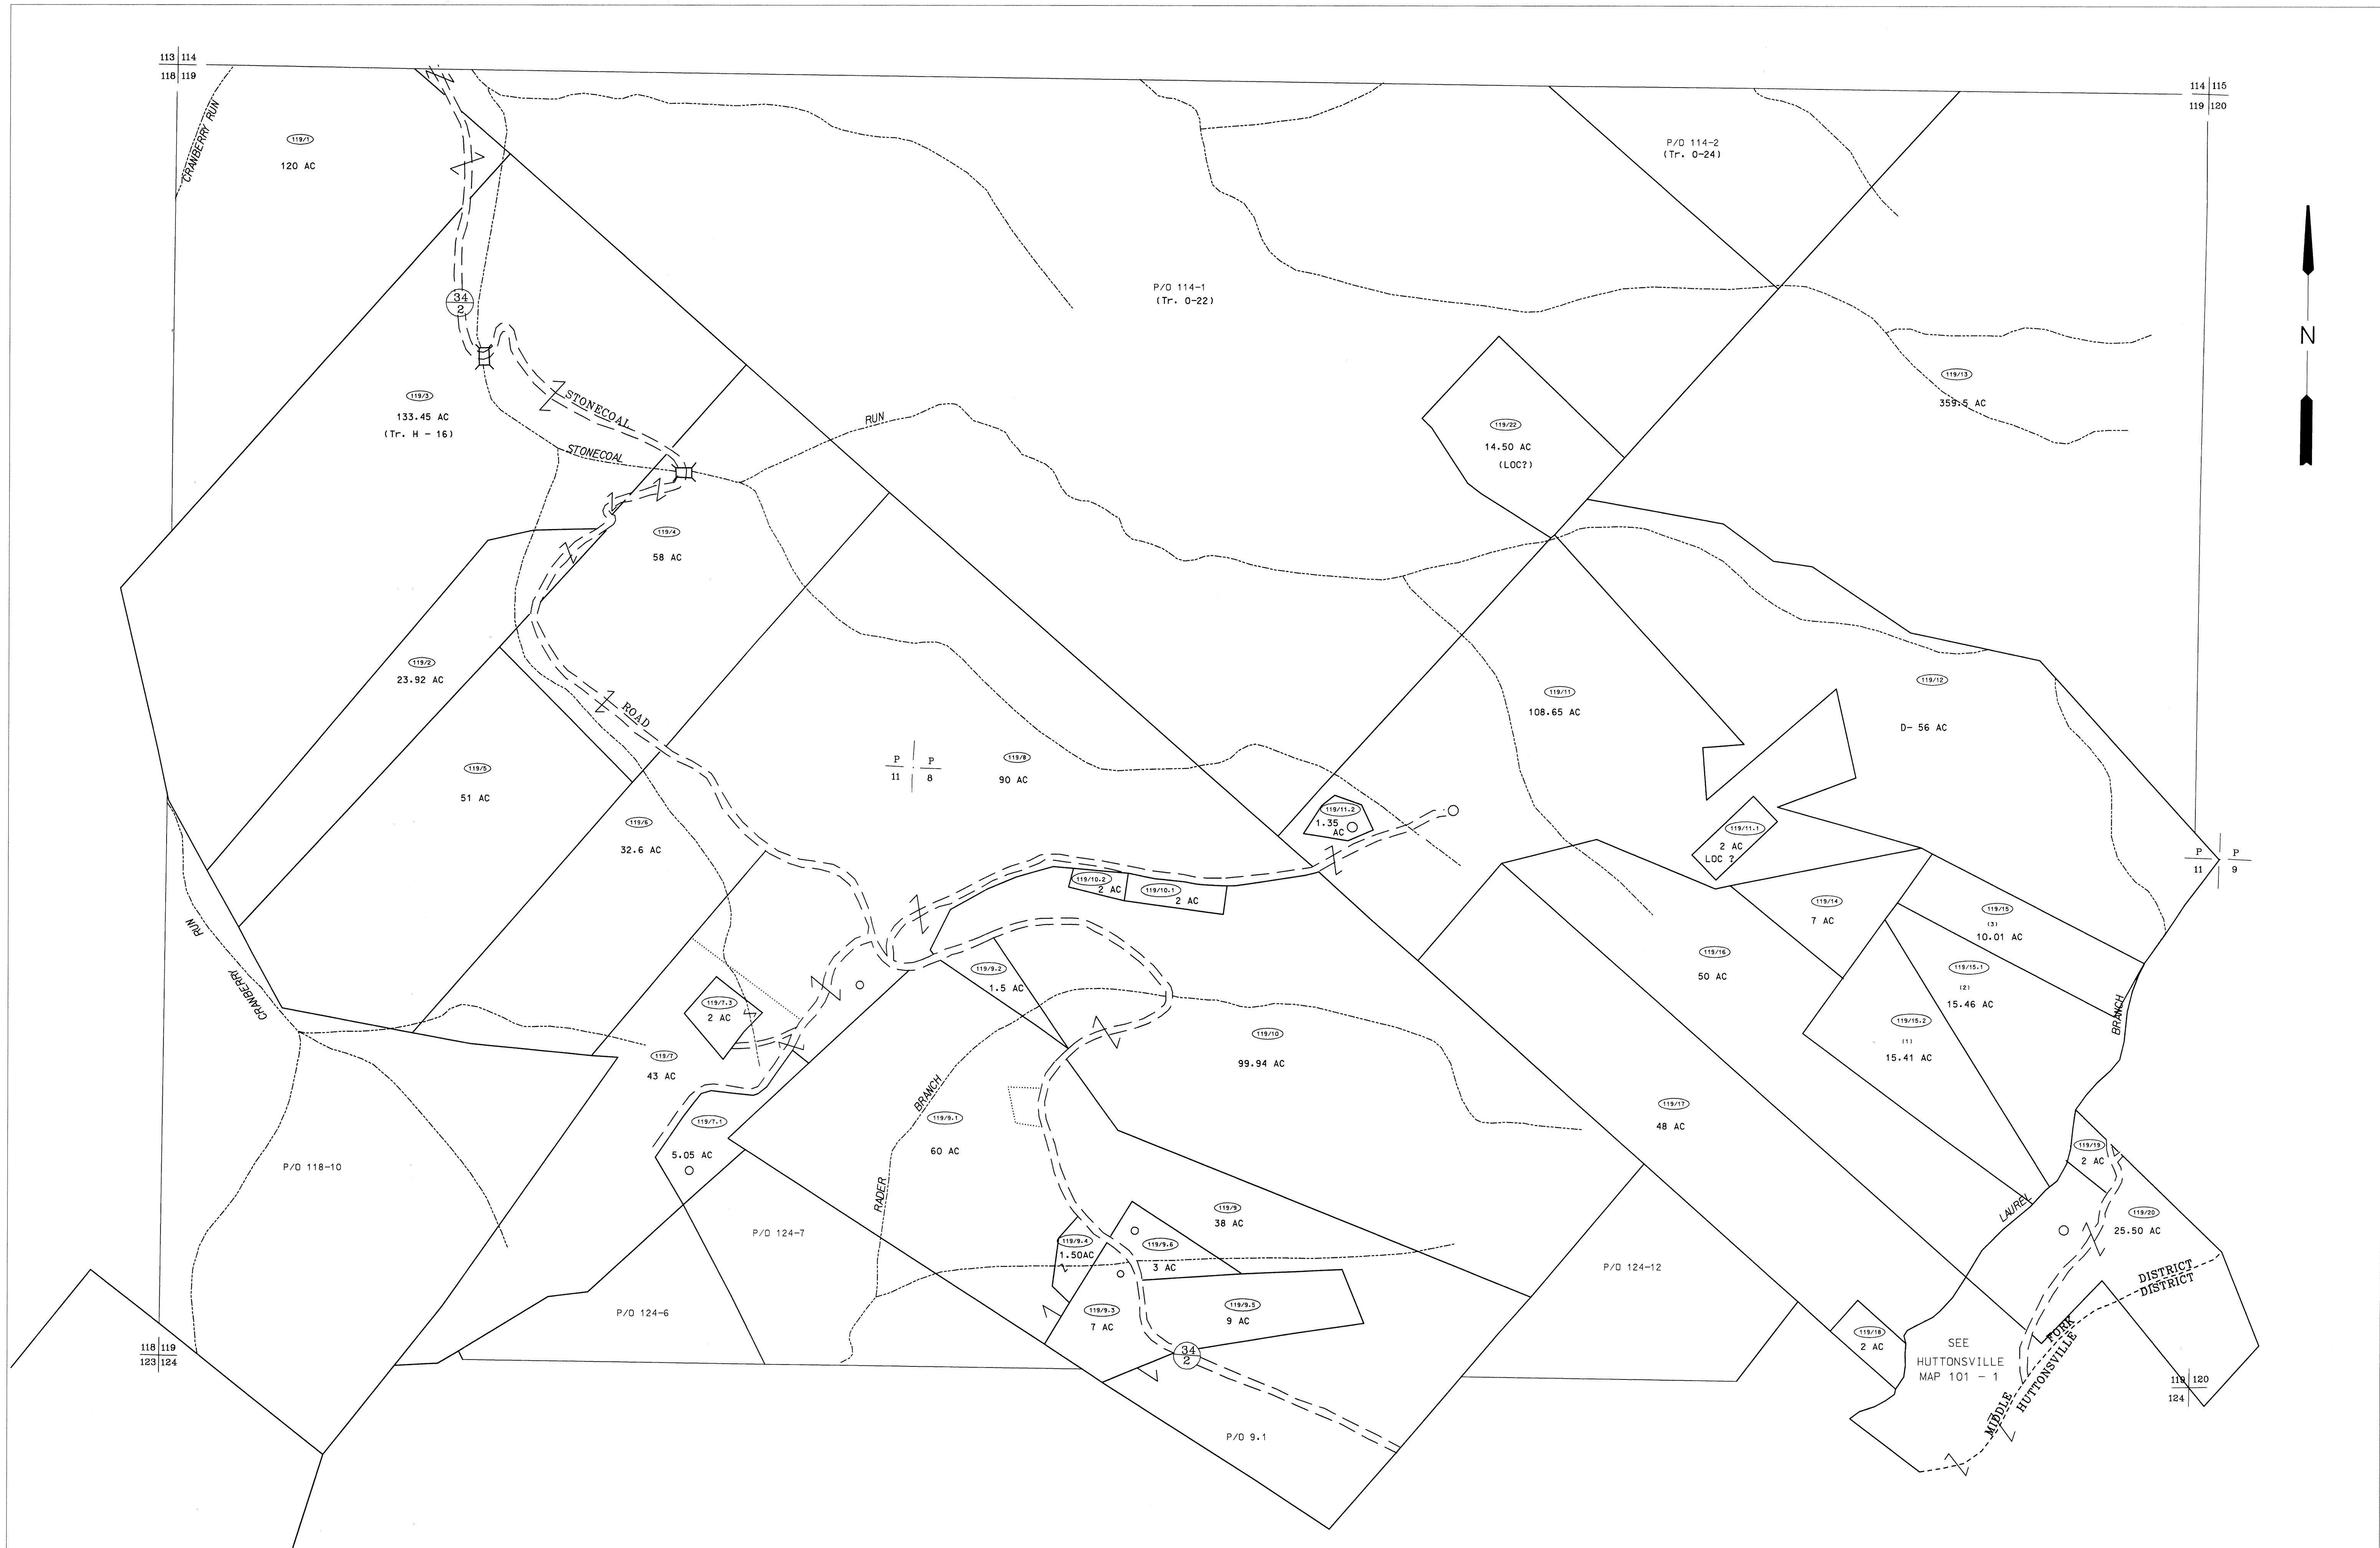 113 114
118 119
114 115
119 120
CRANBERRY RUN
119/1
120 AC
P/O 114-2
(Tr. 0-24)
P/O 114-1
(Tr. 0-22)
34
2
N
119/3
133.45 AC
(Tr. H - 16)
STONECOAL
STONECOAL
RUN
119/13
359.5 AC
119/22
14.50 AC
(LOC?)
119/4
58 AC
119/2
23.92 AC
ROAD
119/11
108.65 AC
119/12
D- 56 AC
119/5
51 AC
P P
11 8
119/8
90 AC
119/6
32.6 AC
119/11.2
1.35
AC
119/11.1
2 AC
LOC ?
P P
11 9
119/10.2
2 AC
119/10.1
2 AC
119/14
7 AC
119/15
(3)
10.01 AC
RUN
CRANBERRY
119/9.2
1.5 AC
119/16
50 AC
119/15.1
(2)
15.46 AC
119/7.3
2 AC
BRANCH
119/15.2
(1)
15.41 AC
119/10
99.94 AC
119/7
43 AC
BRANCH
119/9.1
60 AC
119/7.1
5.05 AC
119/17
48 AC
119/19
2 AC
P/O 118-10
RADER
LAUREL
119/9
38 AC
119/20
25.50 AC
P/O 124-7
119/9.4
1.50AC
119/9.6
3 AC
P/O 124-12
DISTRICT
DISTRICT
P/O 124-6
119/9.3
7 AC
119/9.5
9 AC
119/18
2 AC
FORK
HUTTONSVILLE
MIDDLE
SEE
HUTTONSVILLE
MAP 101 - 1
118 119
123 124
34
2
119 120
124
P/O 9.1